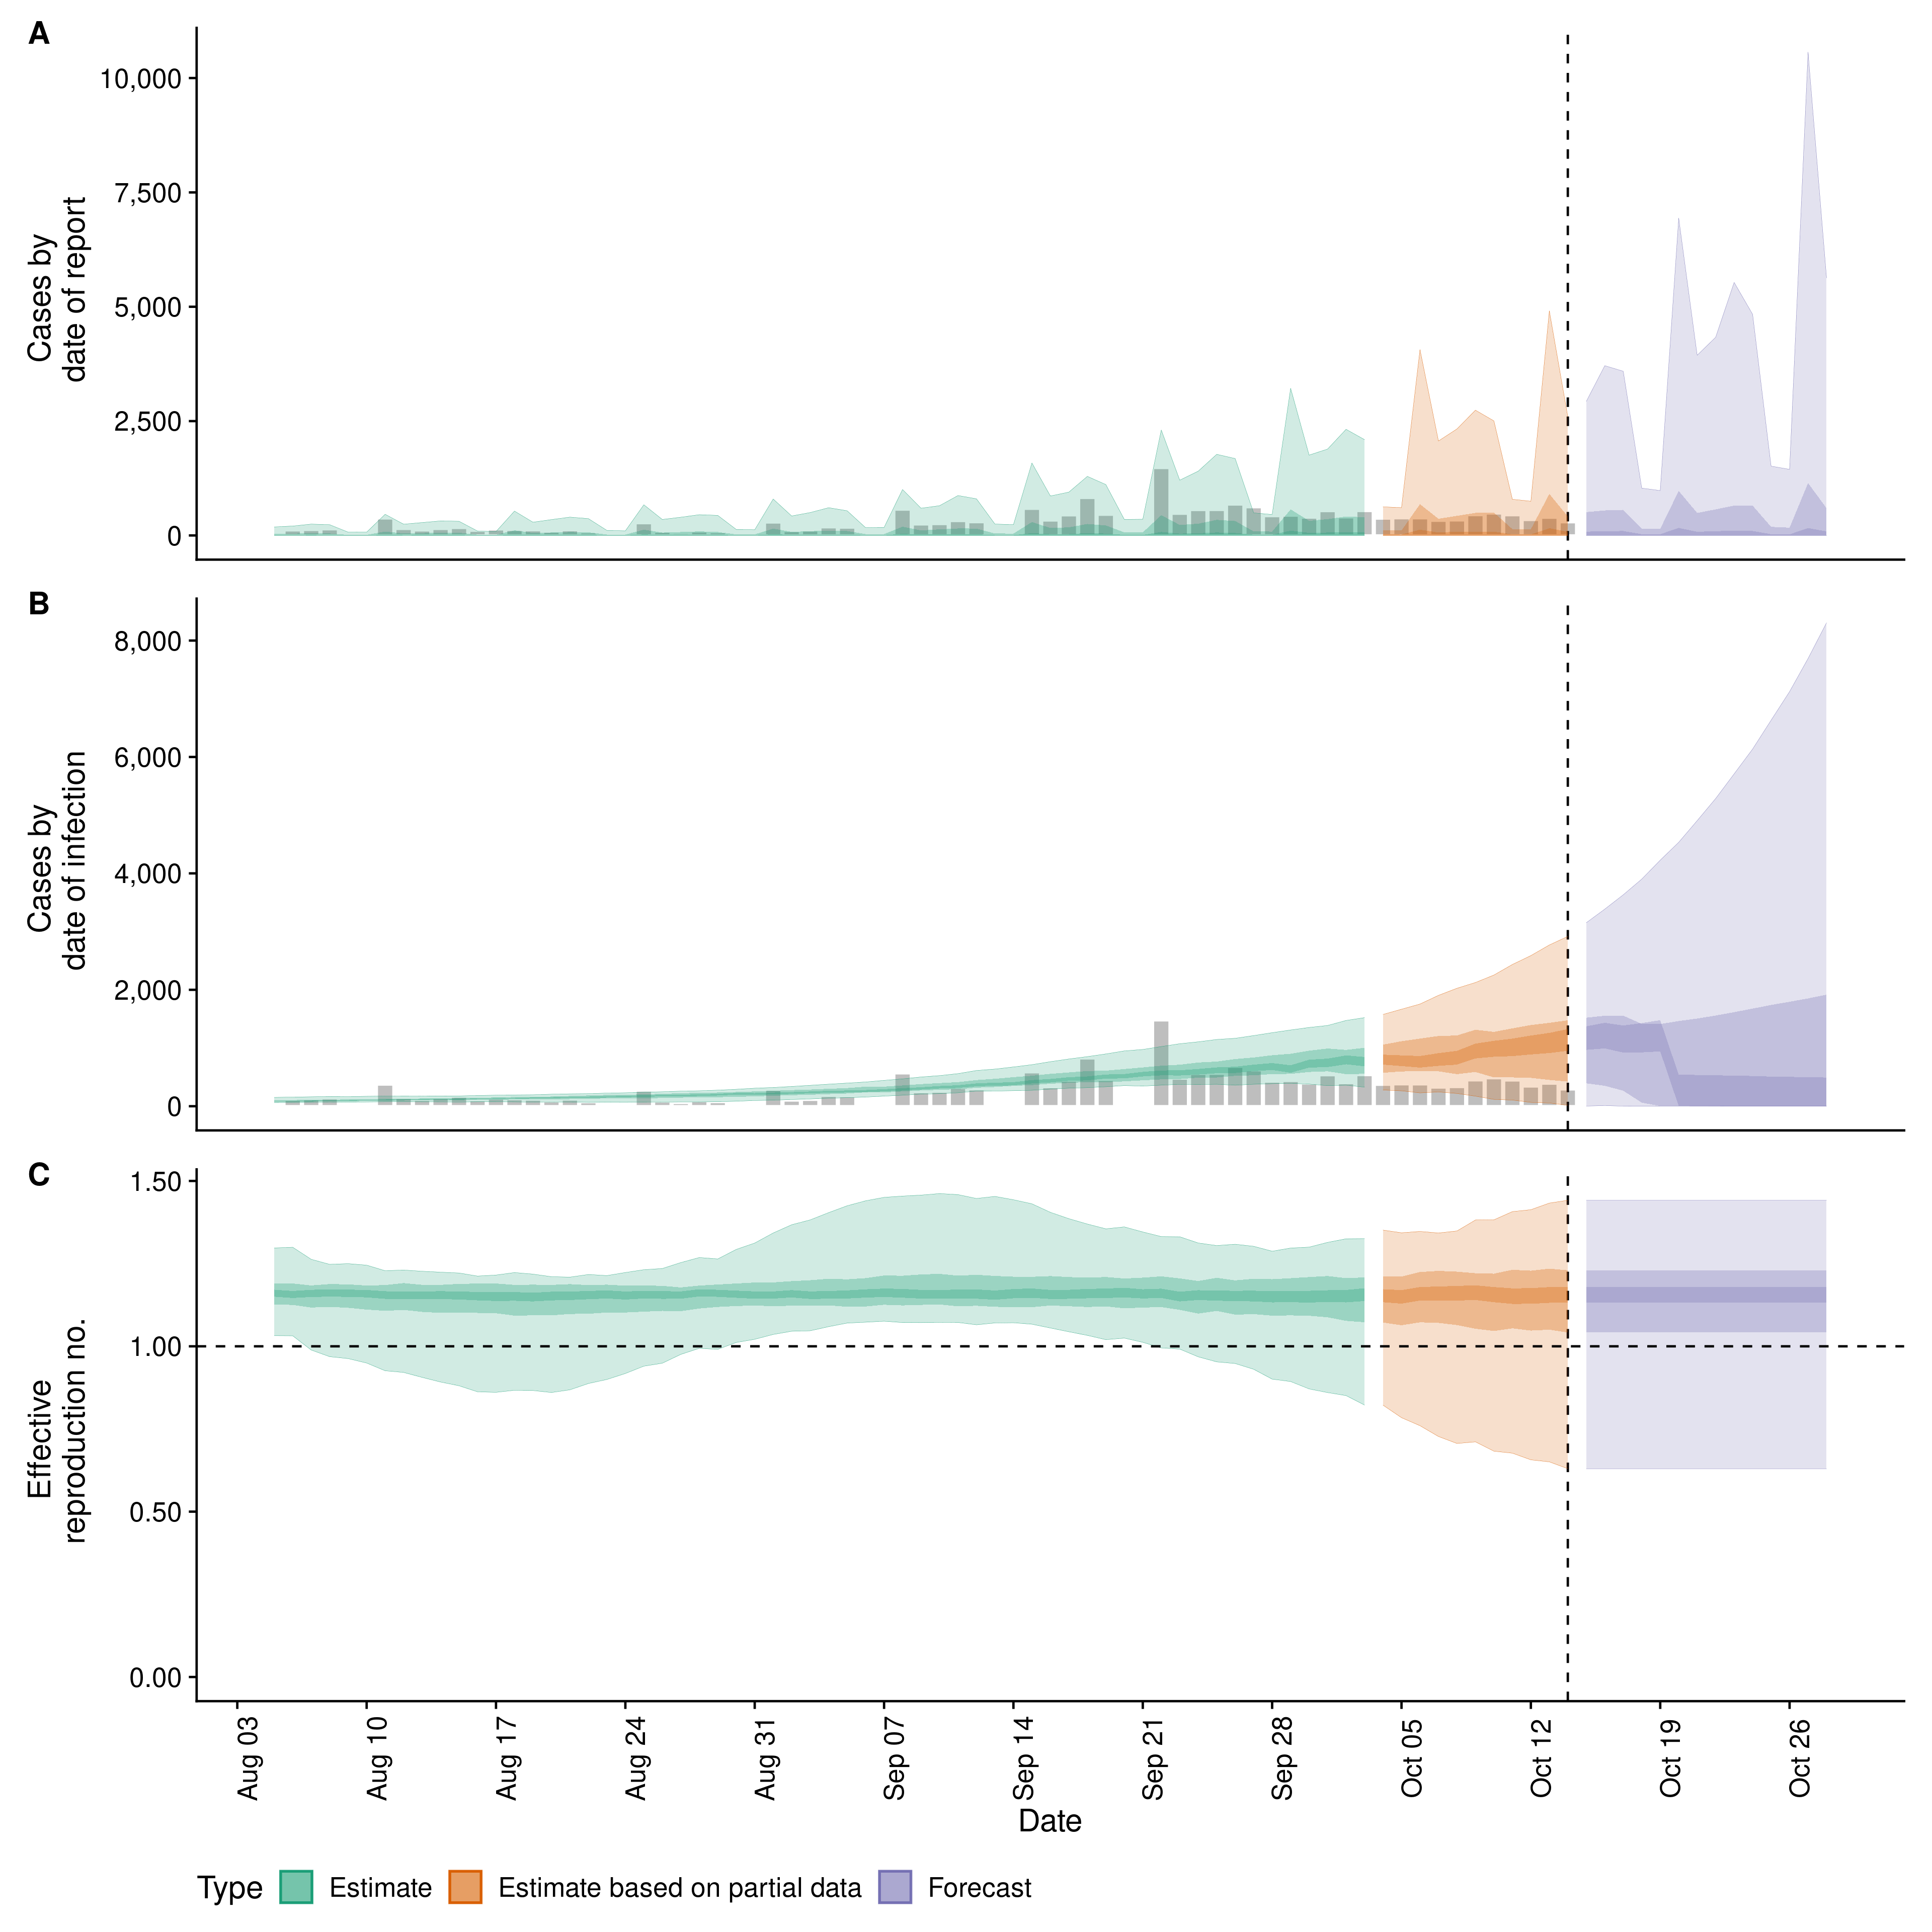 A
Cases by
date of report
10,000
7,500
5,000
2,500
0
B
Cases by
date of infection
8,000
6,000
4,000
2,000
0
C
Effective
reproduction no.
1.50
1.00
0.50
0.00
Aug 03
Aug 10
Aug 17
Aug 24
Aug 31
Sep 07
Sep 14
Sep 21
Sep 28
Oct 05
Oct 12
Oct 19
Oct 26
Date
Type Estimate Estimate based on partial data Forecast